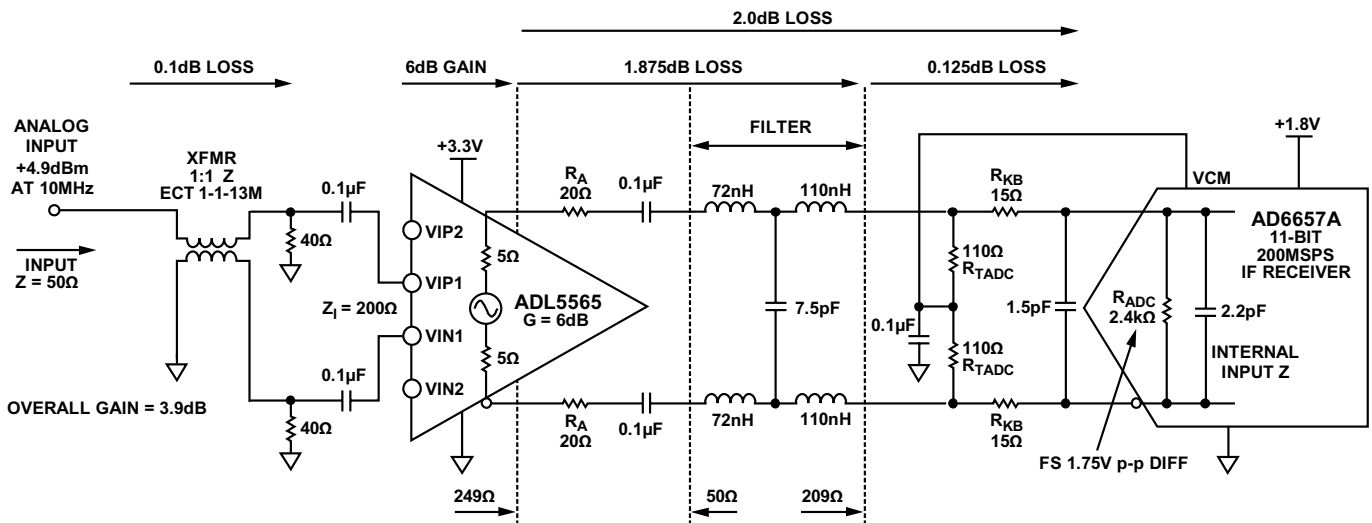 2.0dB LOSS
0.1dB LOSS
6dB GAIN
1.875dB LOSS
0.125dB LOSS
ANALOG
INPUT
+4.9dBm
AT 10MHz
INPUT
Z = 50Ω
XFMR
1:1 Z
ECT 1-1-13M
40Ω
0.1µF
0.1µF
40Ω
OVERALL GAIN = 3.9dB
+3.3V
VIP2
VIP1
VIN1
VIN2
Z_I = 200Ω
5Ω
ADL5565
G = 6dB
5Ω
R_A
20Ω
0.1µF
R_A
20Ω
0.1µF
FILTER
72nH
110nH
7.5pF
72nH
110nH
249Ω
50Ω
209Ω
VCM
+1.8V
R_KB
15Ω
110Ω
R_TADC
0.1µF
110Ω
R_TADC
R_KB
15Ω
1.5pF
AD6657A
11-BIT
200MSPS
IF RECEIVER
R_ADC
2.4kΩ
2.2pF
INTERNAL
INPUT Z
FS 1.75V p-p DIFF